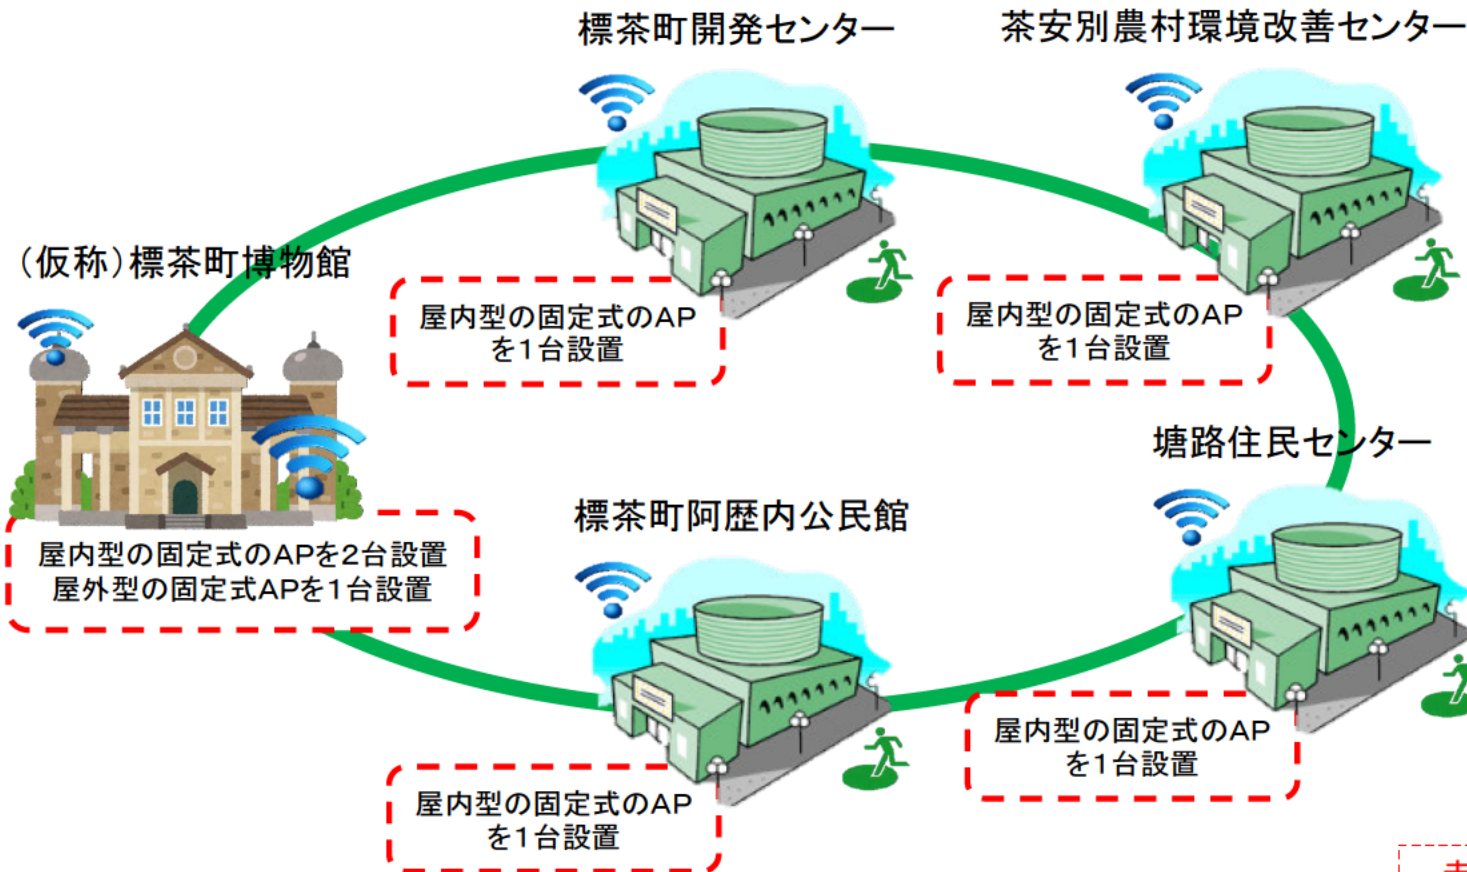 標茶町開発センター
茶安別農村環境改善センター
(仮称)標茶町博物館
屋内型の固定式のAP
を1台設置
屋内型の固定式のAP
を1台設置
塘路住民センター
標茶町阿歴内公民館
屋内型の固定式のAPを2台設置
屋外型の固定式APを1台設置
屋内型の固定式のAP
を1台設置
屋内型の固定式のAP
を1台設置